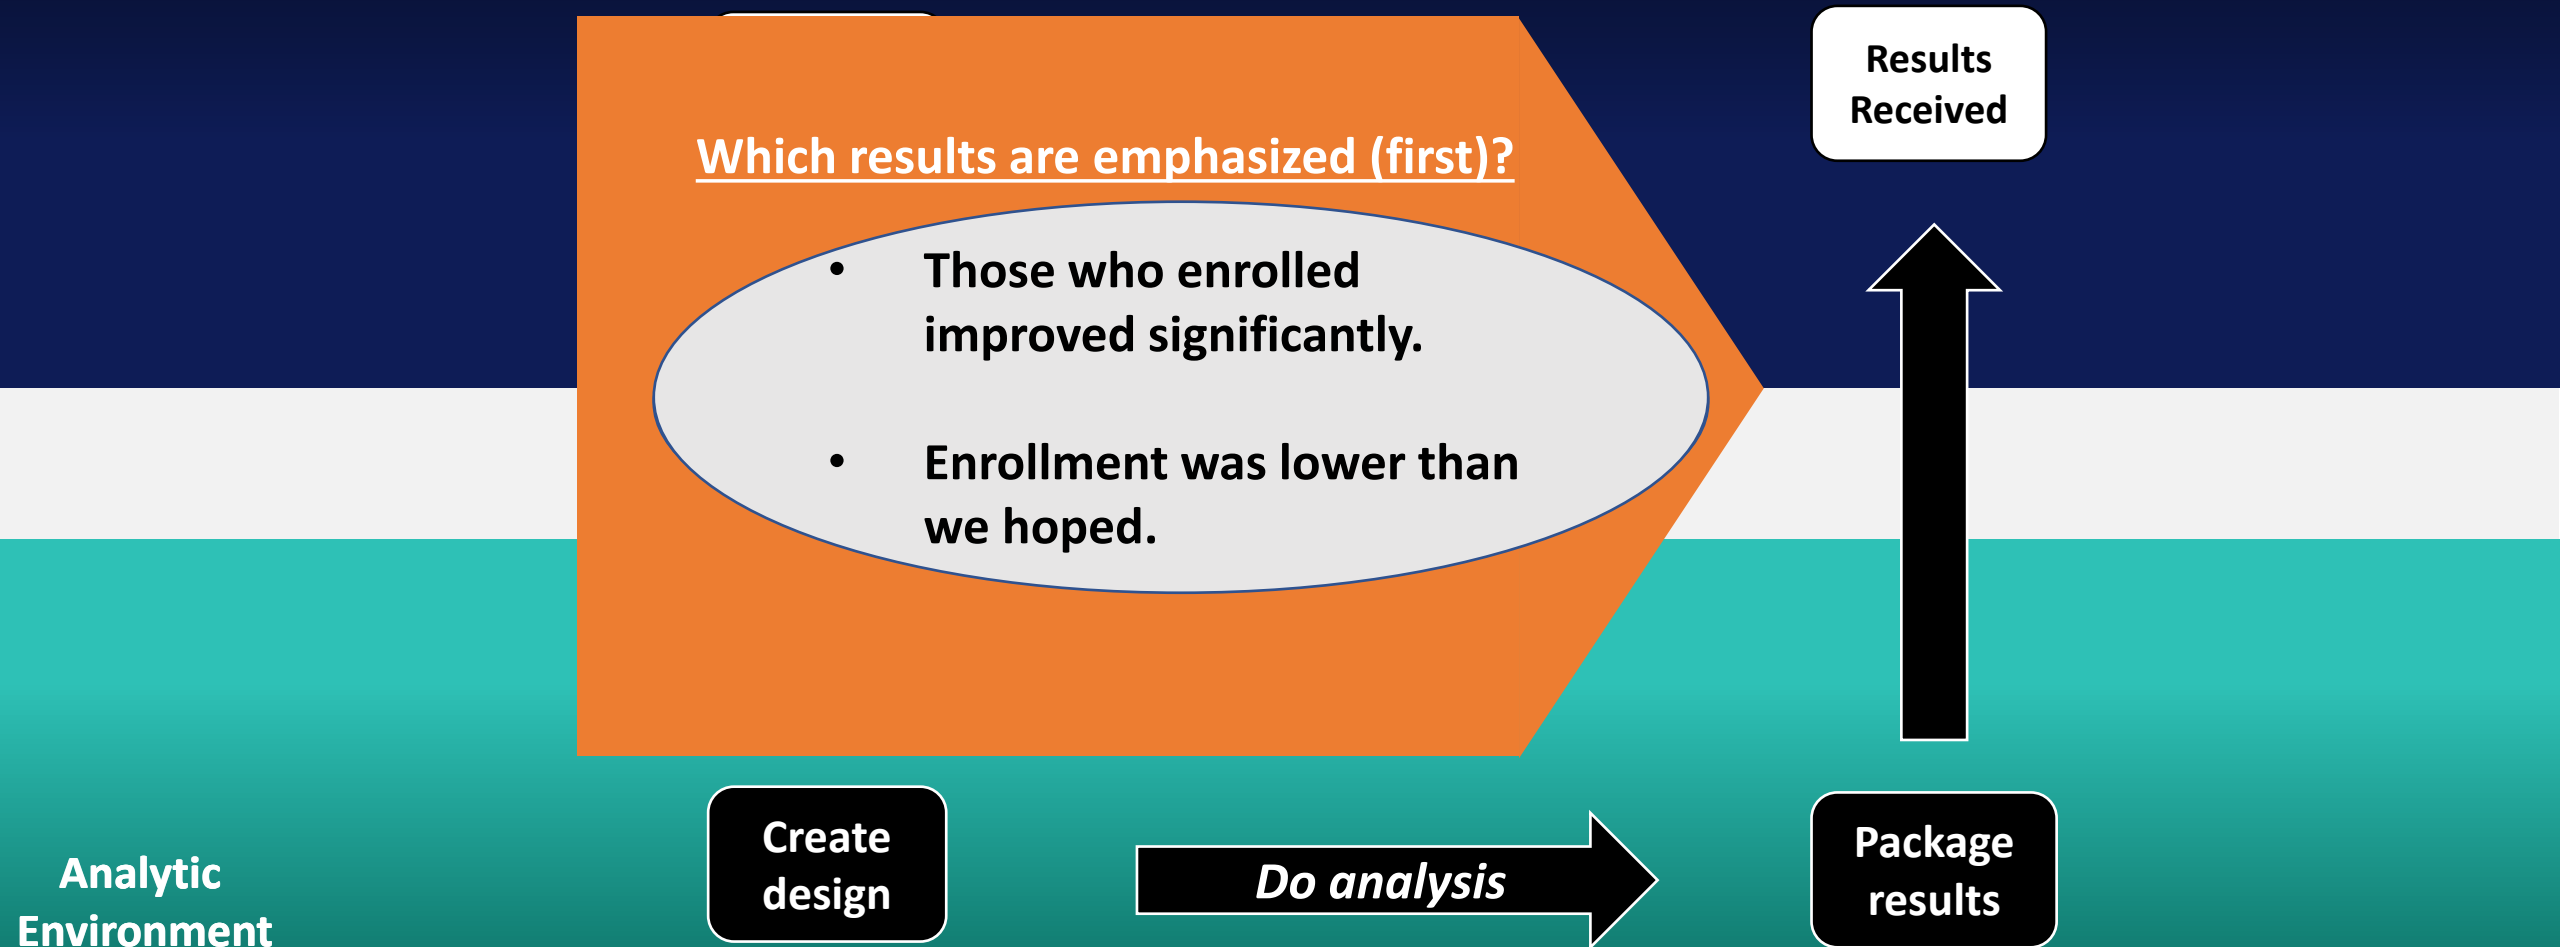 Results
Received
Which results are emphasized (first)?
• Those who enrolled
improved significantly.
• Enrollment was lower than
we hoped.
Create
design
Do analysis
Package
results
Analytic
Environment